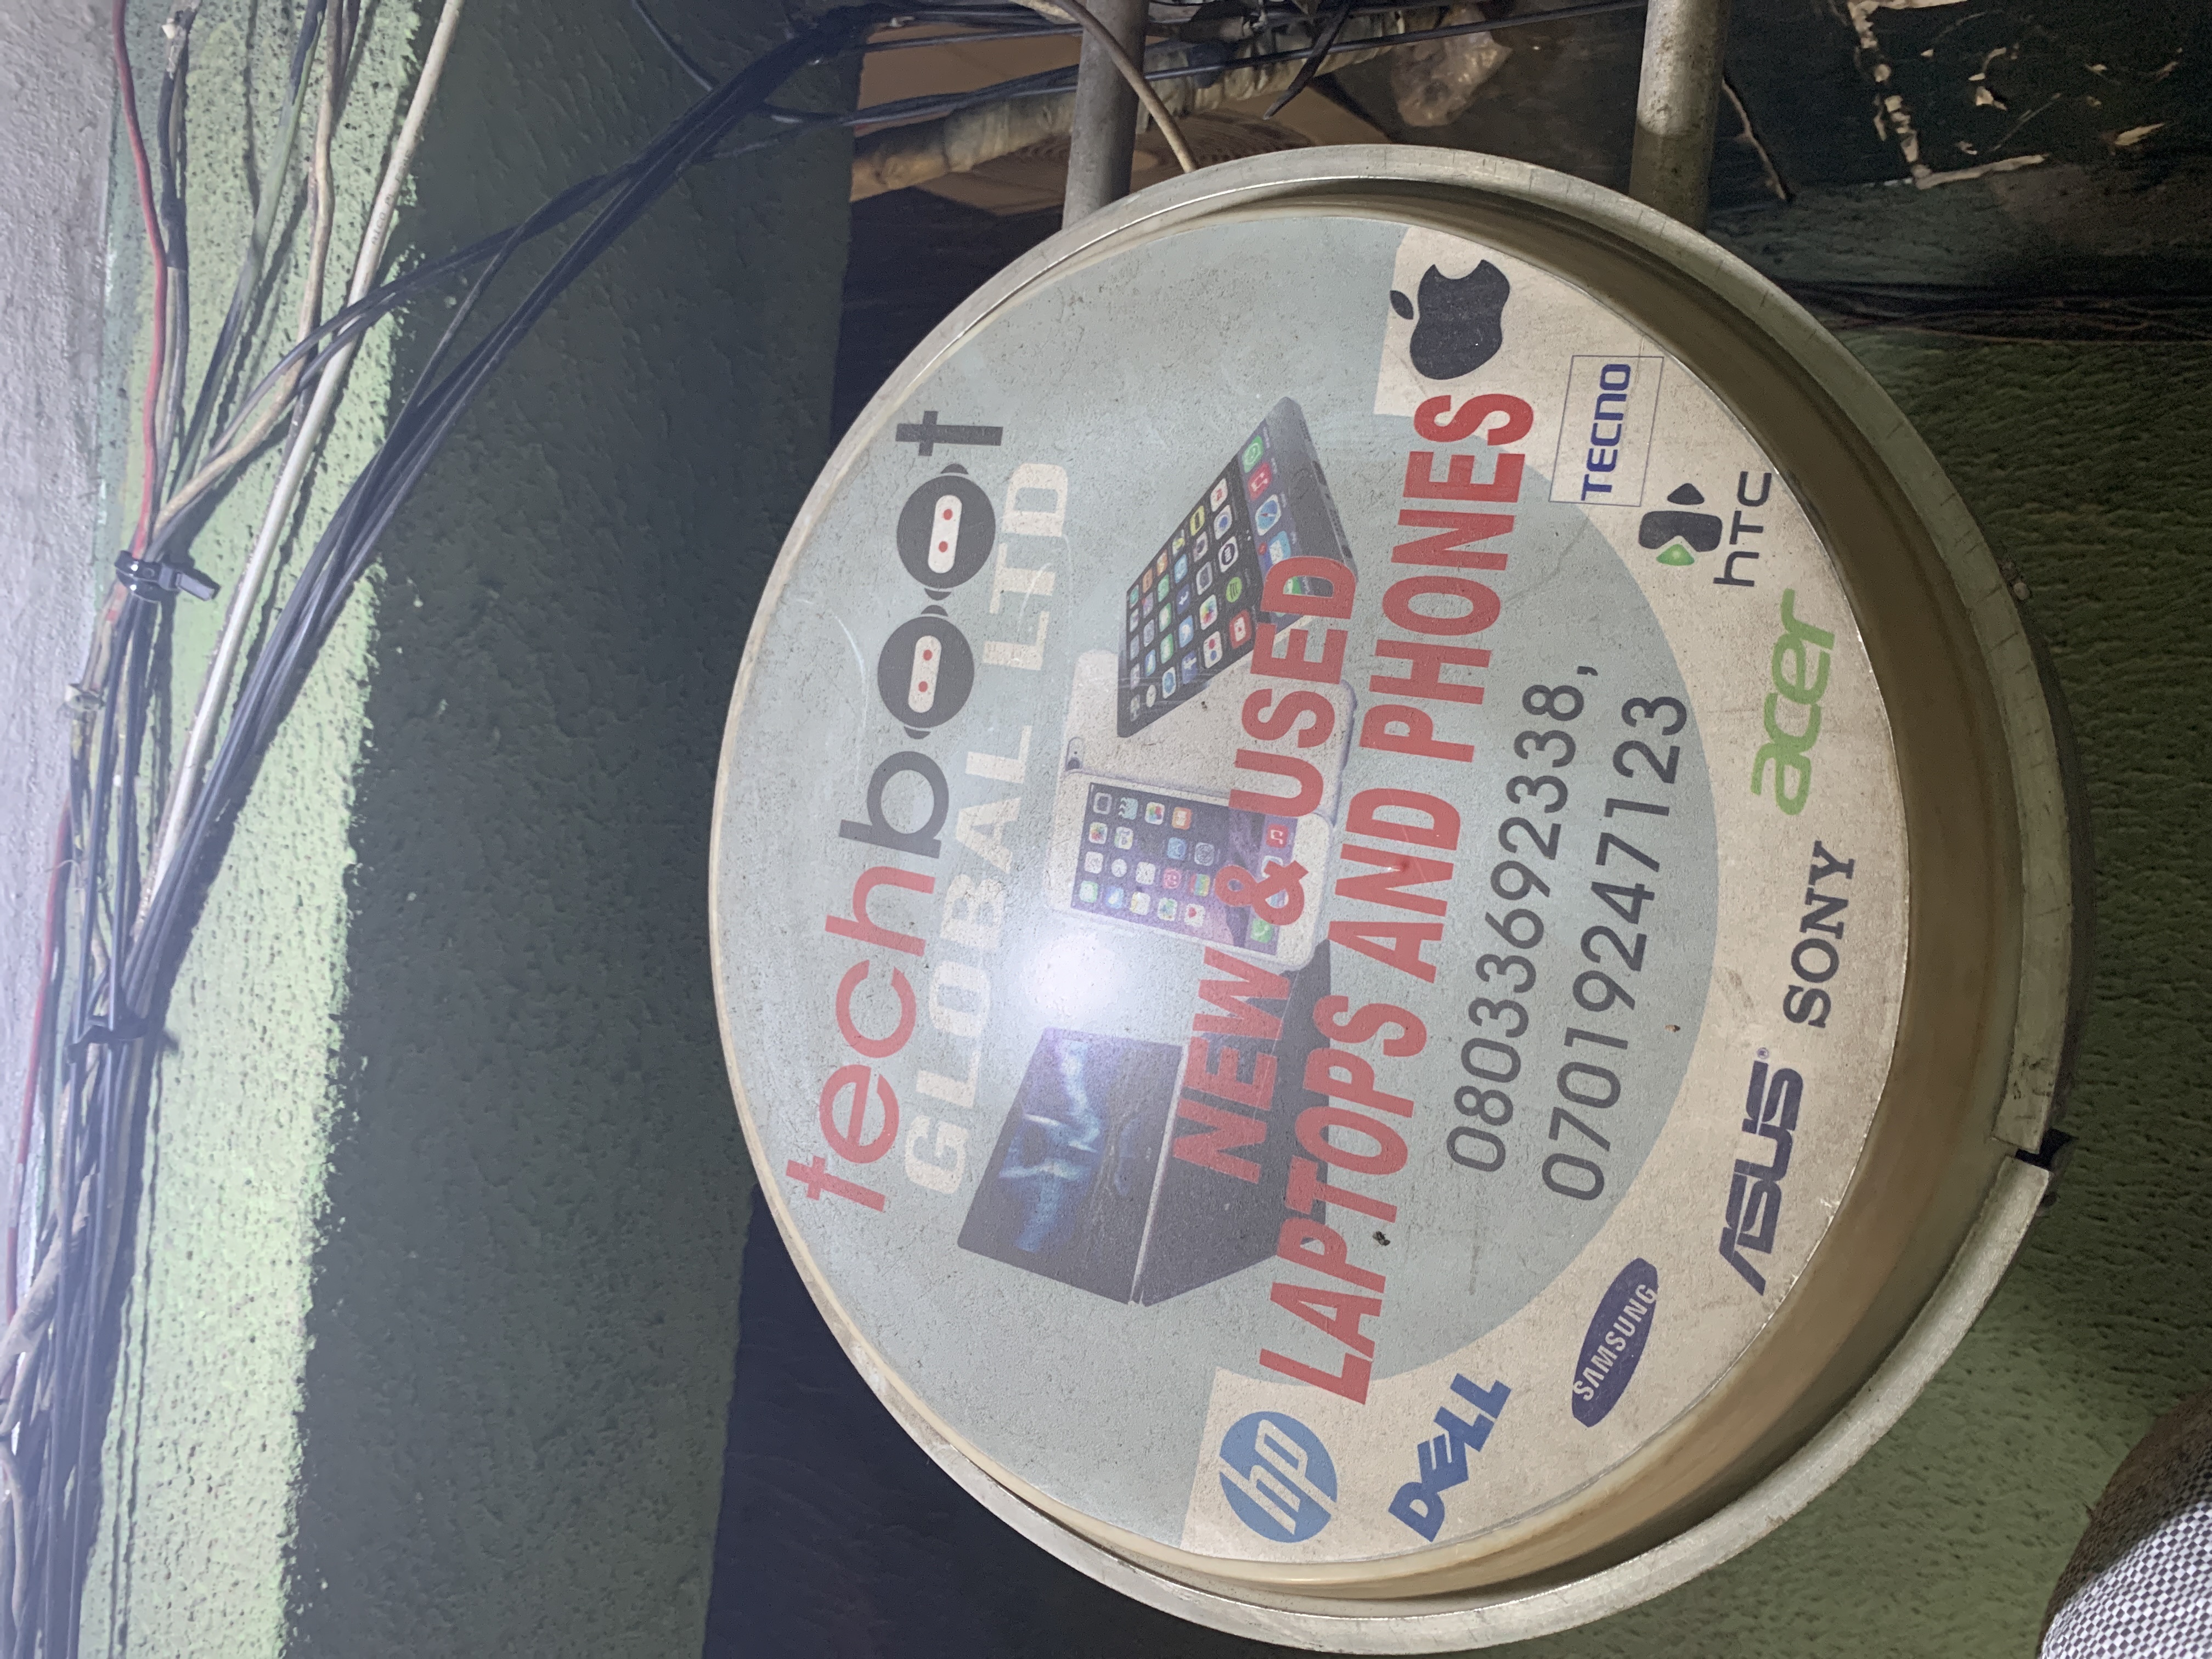 techboot
GLOBAL LTD
NEW & USED
LAPTOPS AND PHONES
08033692338,
07019247123
hp
DELL
SAMSUNG
ASUS®
SONY
acer
hTC
TECNO